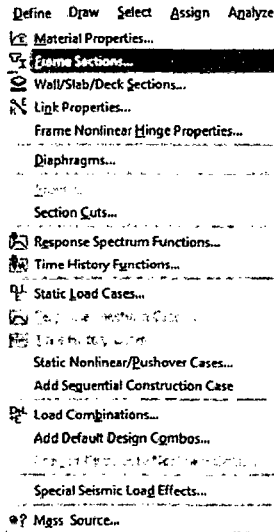 Define Draw Select Assign Analyze
Material Properties...
Frame Sections...
Wall/Slab/Deck Sections...
Link Properties...
Frame Nonlinear Hinge Properties...
Diaphragms...
Section Cuts...
Response Spectrum Functions...
Time History Functions...
Static Load Cases...
Static Nonlinear/Pushover Cases...
Add Sequential Construction Case
Load Combinations...
Add Default Design Combos...
Special Seismic Load Effects...
Mass Source...